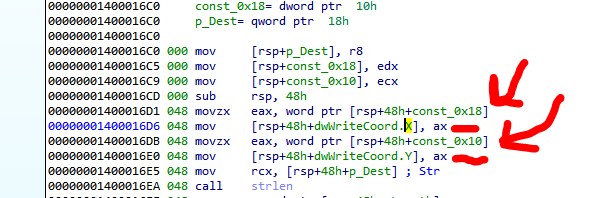 00000001400016C0 const_0x18= dword ptr  10h
00000001400016C0 p_Dest= qword ptr  18h
00000001400016C0
00000001400016C0 000 mov     [rsp+p_Dest], r8
00000001400016C5 000 mov     [rsp+const_0x18], edx
00000001400016C9 000 mov     [rsp+const_0x10], ecx
00000001400016CD 000 sub     rsp, 48h
00000001400016D1 048 movzx   eax, word ptr [rsp+48h+const_0x18]
00000001400016D6 048 mov     [rsp+48h+dwWriteCoord.X], ax
00000001400016DB 048 movzx   eax, word ptr [rsp+48h+const_0x10]
00000001400016E0 048 mov     [rsp+48h+dwWriteCoord.Y], ax
00000001400016E5 048 mov     rcx, [rsp+48h+p_Dest] ; Str
00000001400016EA 048 call    strlen